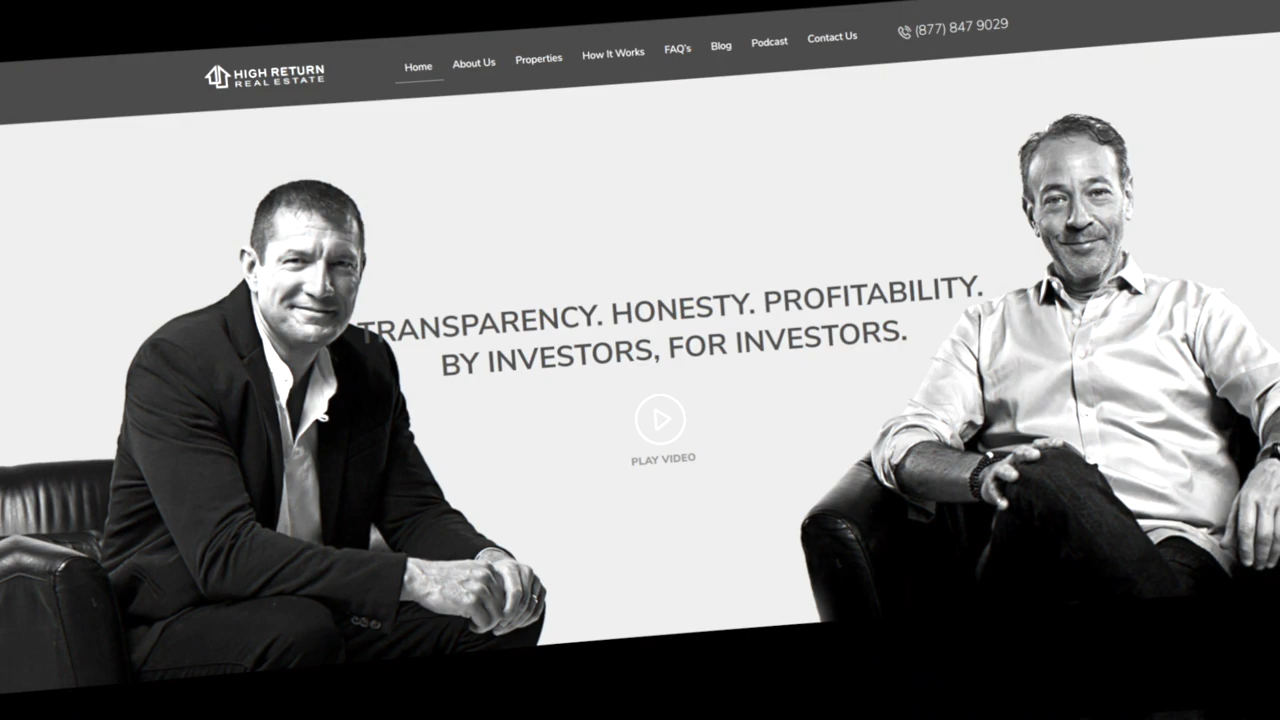 HIGH RETURN
REAL ESTATE
Home About Us Properties How It Works FAQ's Blog Podcast Contact Us (877) 847 9029
TRANSPARENCY. HONESTY. PROFITABILITY.
BY INVESTORS, FOR INVESTORS.
PLAY VIDEO